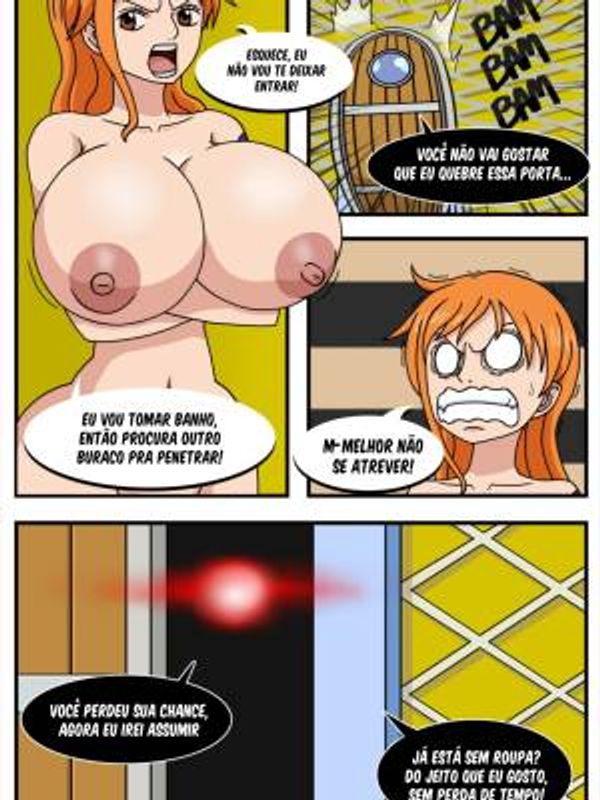 ESQUECE, EU
NÃO VOU TE DEIXAR
ENTRAR!
BAM
BAM
BAM
VOCÊ NÃO VAI GOSTAR
QUE EU QUEBRE ESSA PORTA...
EU VOU TOMAR BANHO,
ENTÃO PROCURA OUTRO
BURACO PRA PENETRAR!
M-MELHOR NÃO
SE ATREVER!
VOCÊ PERDEU SUA CHANCE,
AGORA EU IREI ASSUMIR
JÁ ESTÁ SEM ROUPA?
DO JEITO QUE EU GOSTO,
SEM PERDA DE TEMPO!